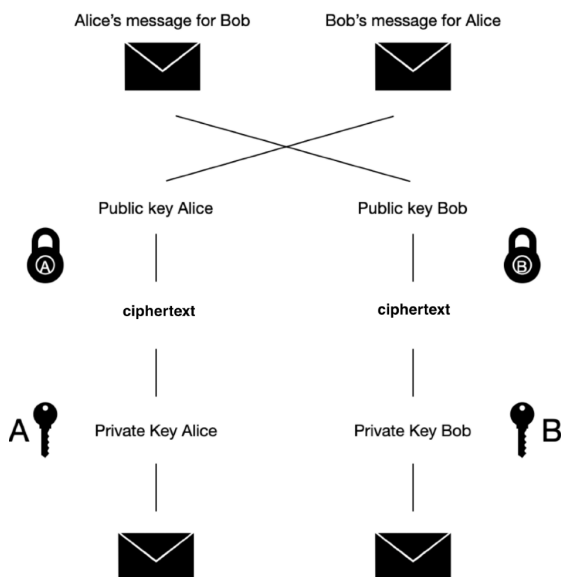 Alice's message for Bob
Bob's message for Alice
Public key Alice
Public key Bob
A
B
ciphertext
ciphertext
A
Private Key Alice
Private Key Bob
B